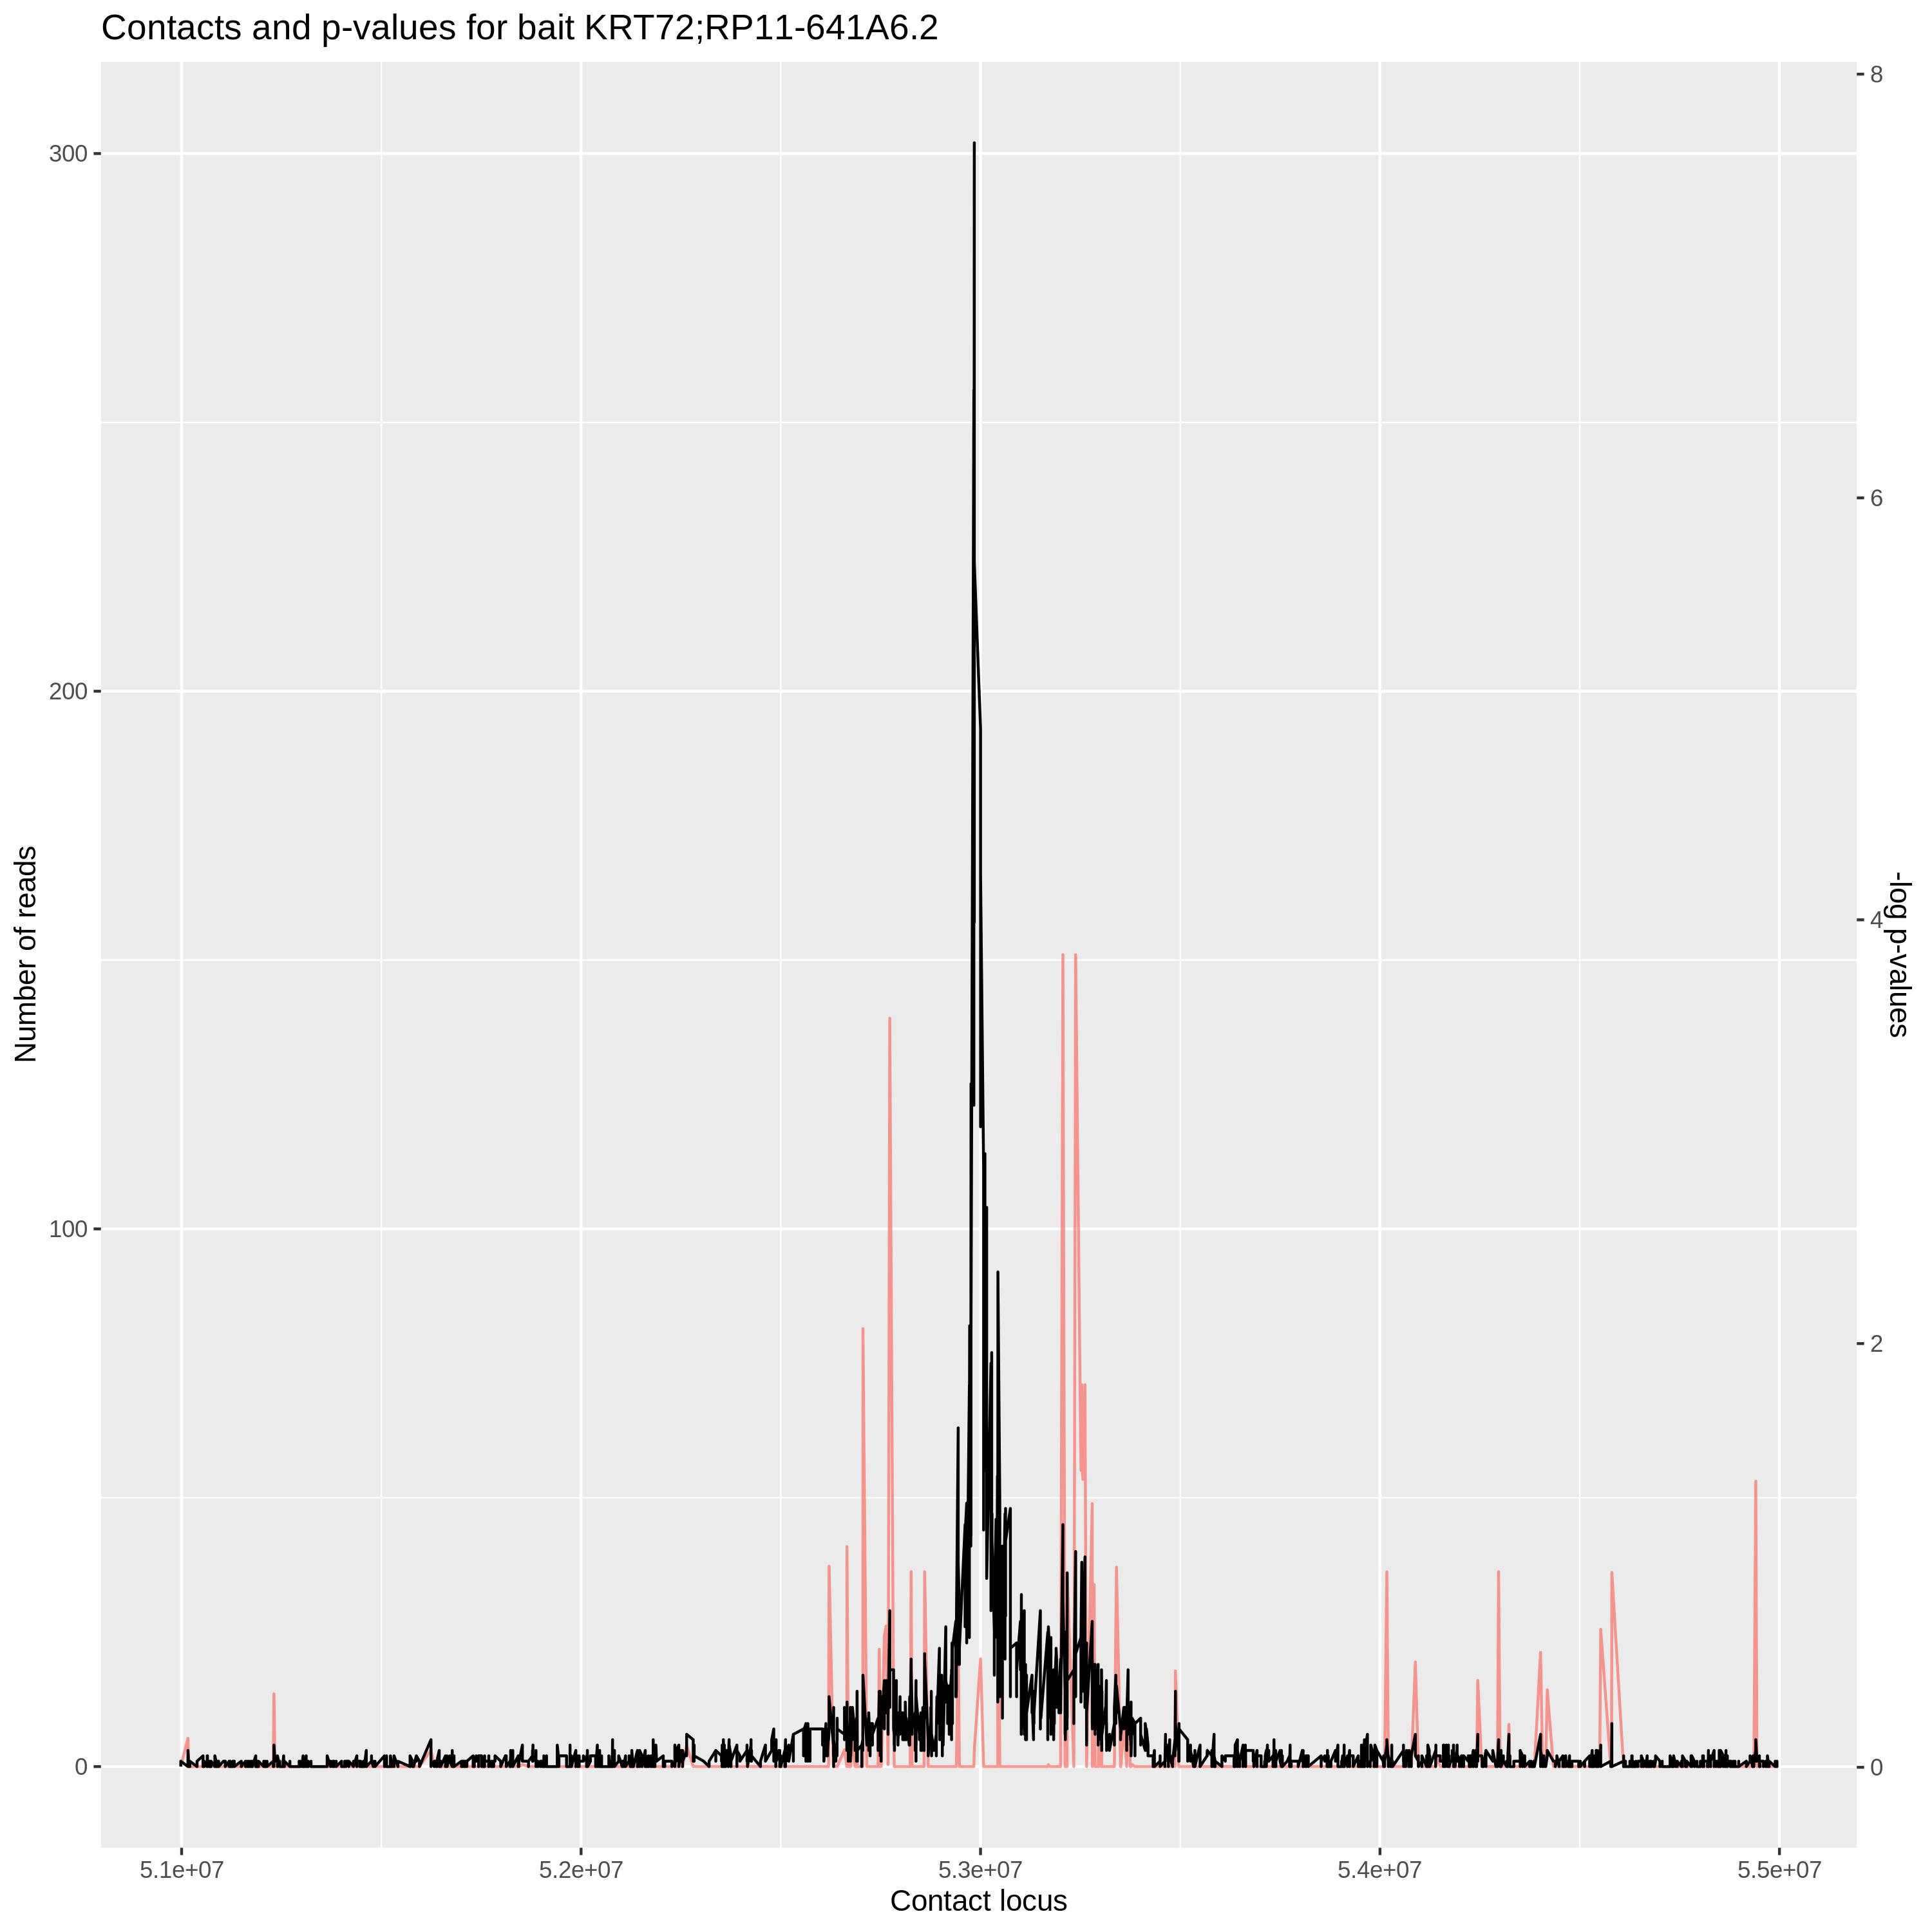 Contacts and p-values for bait KRT72;RP11-641A6.2
300
200
100
0
Number of reads
8
6
4
2
0
-log p-values
5.1e+07 5.2e+07 5.3e+07 5.4e+07 5.5e+07
Contact locus